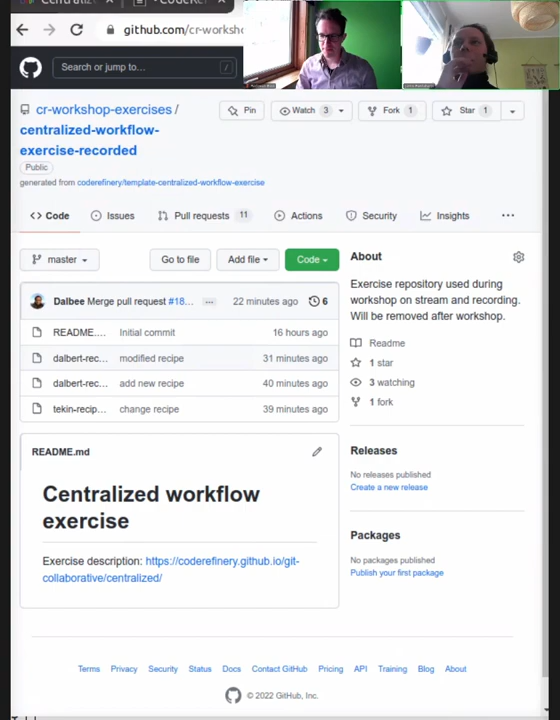 github.com/cr-works
Search or jump to... /
cr-workshop-exercises /
centralized-workflow-
exercise-recorded
Public
generated from coderefinery/template-centralized-workflow-exercise
Pin
Watch 3
Fork 1
Star 1
Code
Issues
Pull requests 11
Actions
Security
Insights
master
Go to file
Add file
Code
Dalbee Merge pull request #18... 22 minutes ago 6
README.... Initial commit 16 hours ago
dalbert-rec... modified recipe 31 minutes ago
dalbert-rec... add new recipe 40 minutes ago
tekin-recip... change recipe 39 minutes ago
README.md
Centralized workflow
exercise
Exercise description: https://coderefinery.github.io/git-
collaborative/centralized/
About
Exercise repository used during
workshop on stream and recording.
Will be removed after workshop.
Readme
1 star
3 watching
1 fork
Releases
No releases published
Create a new release
Packages
No packages published
Publish your first package
Terms Privacy Security Status Docs Contact GitHub Pricing API Training Blog About
© 2022 GitHub, Inc.